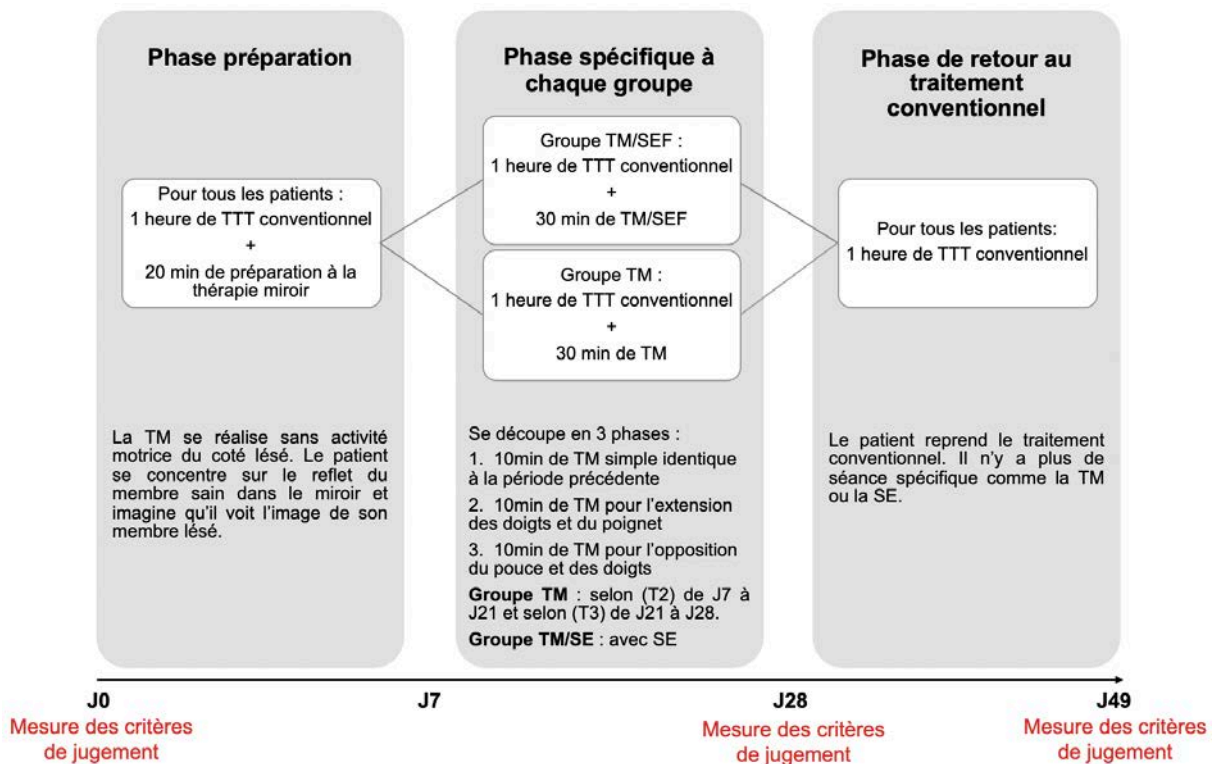 Phase préparation
Pour tous les patients :
1 heure de TTT conventionnel
+
20 min de préparation à la
thérapie miroir
La TM se réalise sans activité
motrice du coté lésé. Le patient
se concentre sur le reflet du
membre sain dans le miroir et
imagine qu'il voit l'image de son
membre lésé.
Phase spécifique à
chaque groupe
Groupe TM/SEF :
1 heure de TTT conventionnel
+
30 min de TM/SEF
Groupe TM :
1 heure de TTT conventionnel
+
30 min de TM
Se découpe en 3 phases :
1. 10min de TM simple identique
à la période précédente
2. 10min de TM pour l'extension
des doigts et du poignet
3. 10min de TM pour l'opposition
du pouce et des doigts
Groupe TM : selon (T2) de J7 à
J21 et selon (T3) de J21 à J28.
Groupe TM/SE : avec SE
Phase de retour au
traitement
conventionnel
Pour tous les patients:
1 heure de TTT conventionnel
Le patient reprend le traitement
conventionnel. Il n'y a plus de
séance spécifique comme la TM
ou la SE.
J0
Mesure des critères
de jugement
J7
J28
Mesure des critères
de jugement
J49
Mesure des critères
de jugement